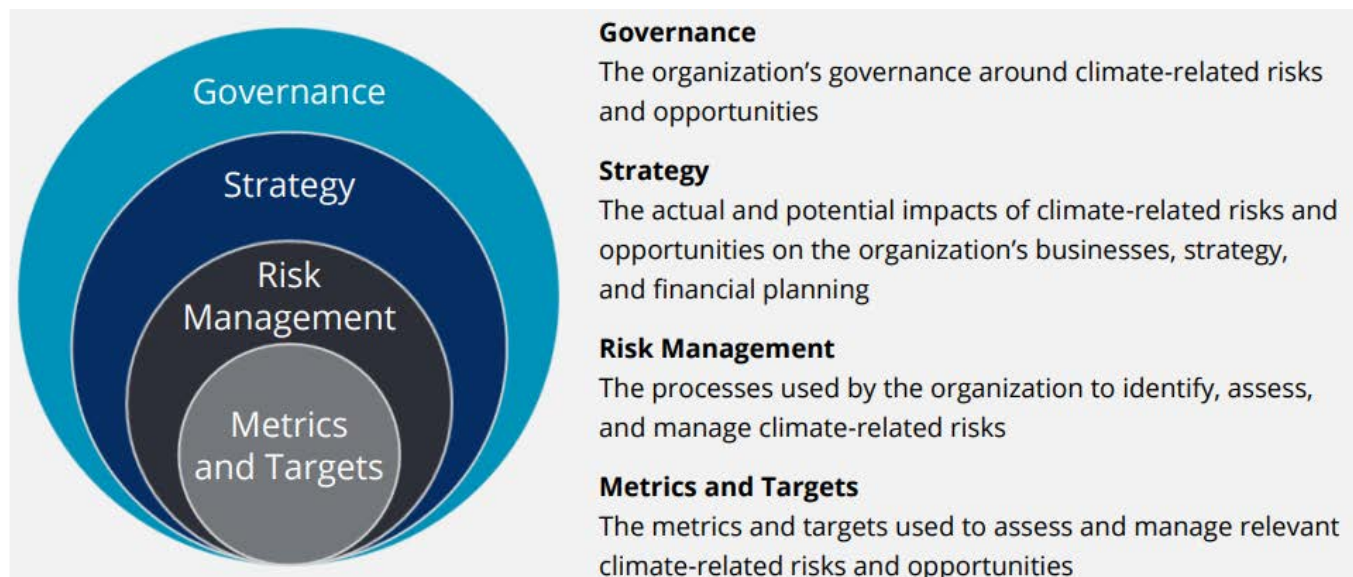 Governance
Strategy
Risk
Management
Metrics
and Targets
Governance
The organization's governance around climate-related risks
and opportunities
Strategy
The actual and potential impacts of climate-related risks and
opportunities on the organization's businesses, strategy,
and financial planning
Risk Management
The processes used by the organization to identify, assess,
and manage climate-related risks
Metrics and Targets
The metrics and targets used to assess and manage relevant
climate-related risks and opportunities